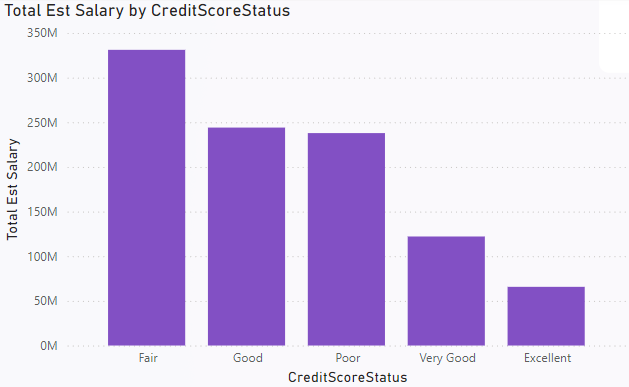 Total Est Salary by CreditScoreStatus
Total Est Salary
350M
300M
250M
200M
150M
100M
50M
0M
Fair Good Poor Very Good Excellent
CreditScoreStatus